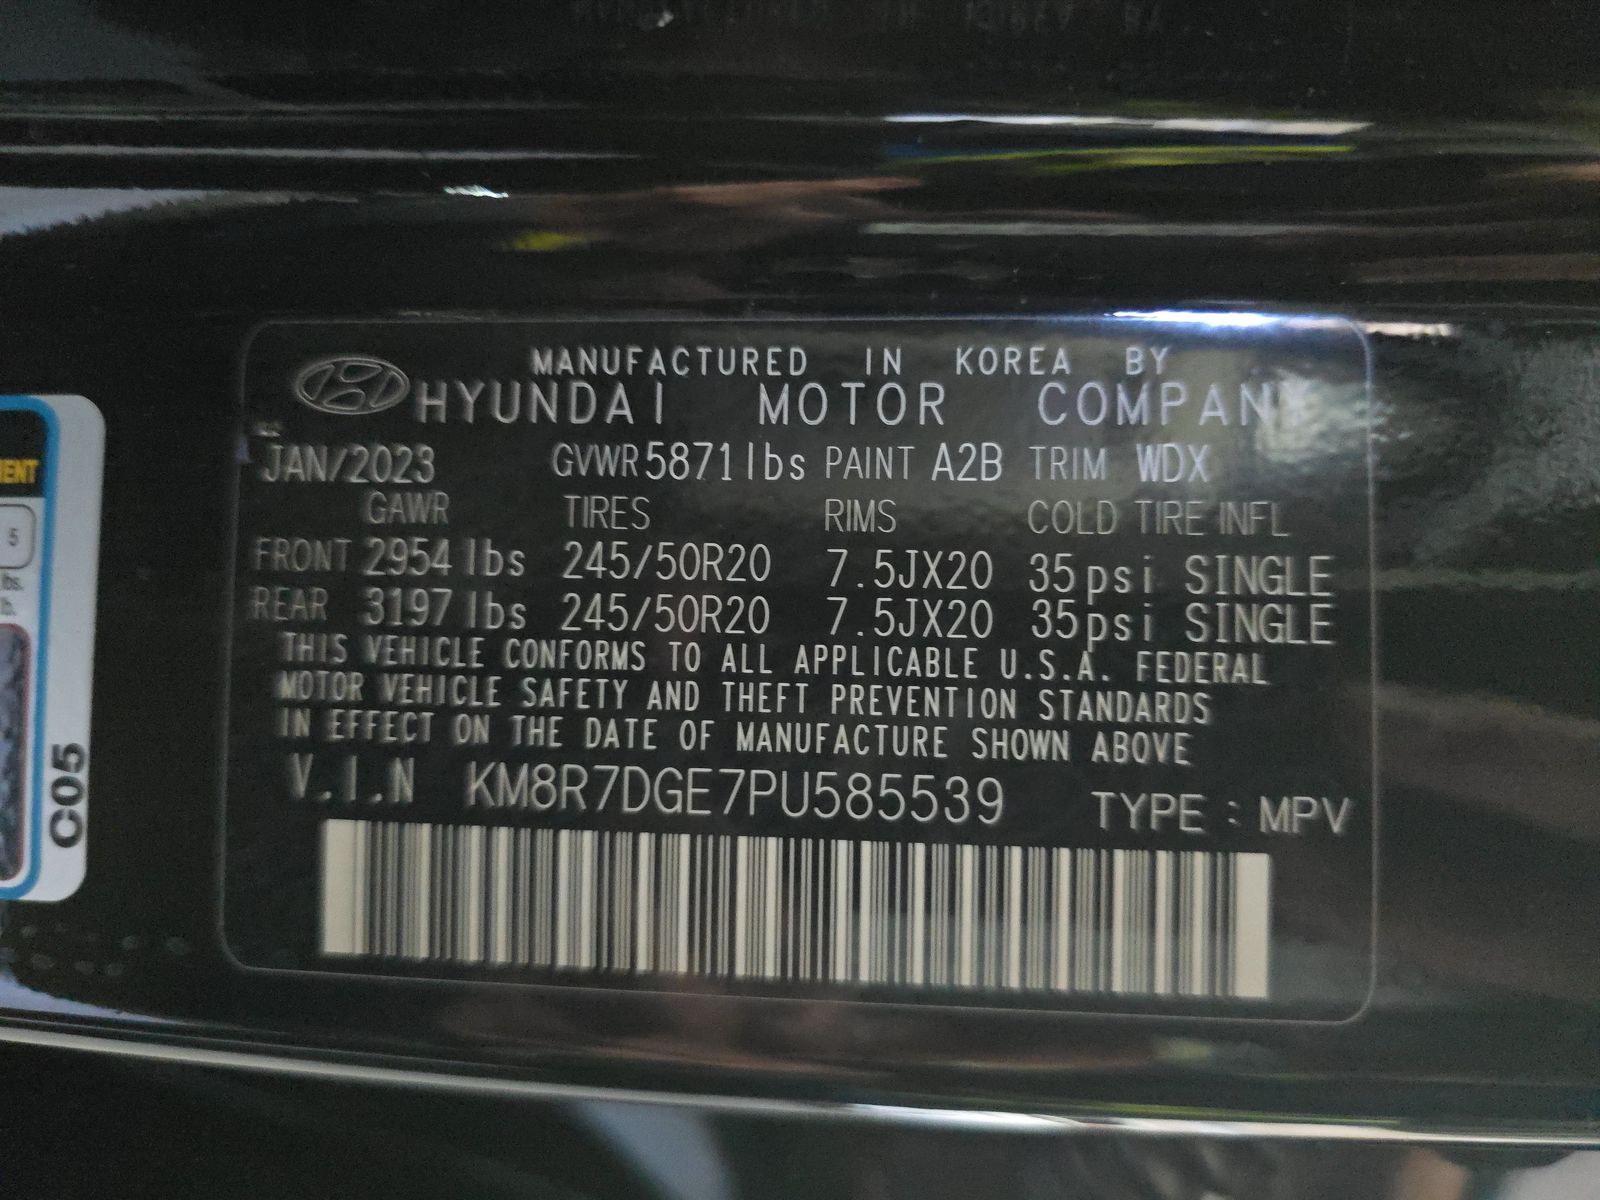 MANUFACTURED IN KOREA BY
HYUNDAI MOTOR COMPANY
JAN/2023 GVWR 5871lbs PAINT A2B TRIM WDX
GAWR TIRES RIMS COLD TIRE INFL
FRONT 2954 lbs 245/50R20 7.5JX20 35psi SINGLE
REAR 3197 lbs 245/50R20 7.5JX20 35psi SINGLE
THIS VEHICLE CONFORMS TO ALL APPLICABLE U.S.A. FEDERAL
MOTOR VEHICLE SAFETY AND THEFT PREVENTION STANDARDS
IN EFFECT ON THE DATE OF MANUFACTURE SHOWN ABOVE
V.I.N KM8R7DGE7PU585539 TYPE : MPV
5
lbs.
lb.
C05